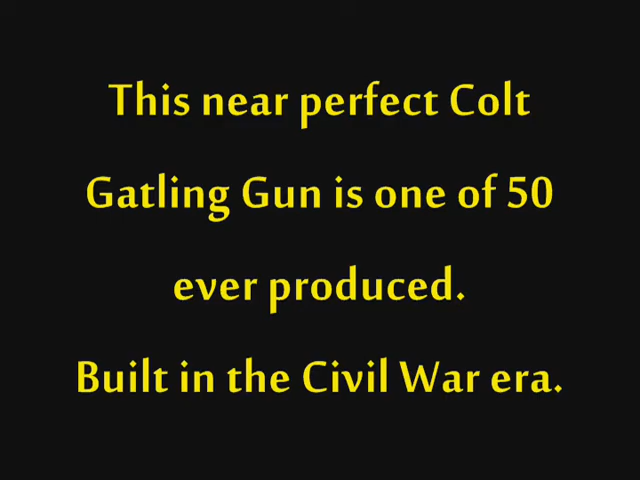 This near perfect Colt
Gatling Gun is one of 50
ever produced.
Built in the Civil War era.